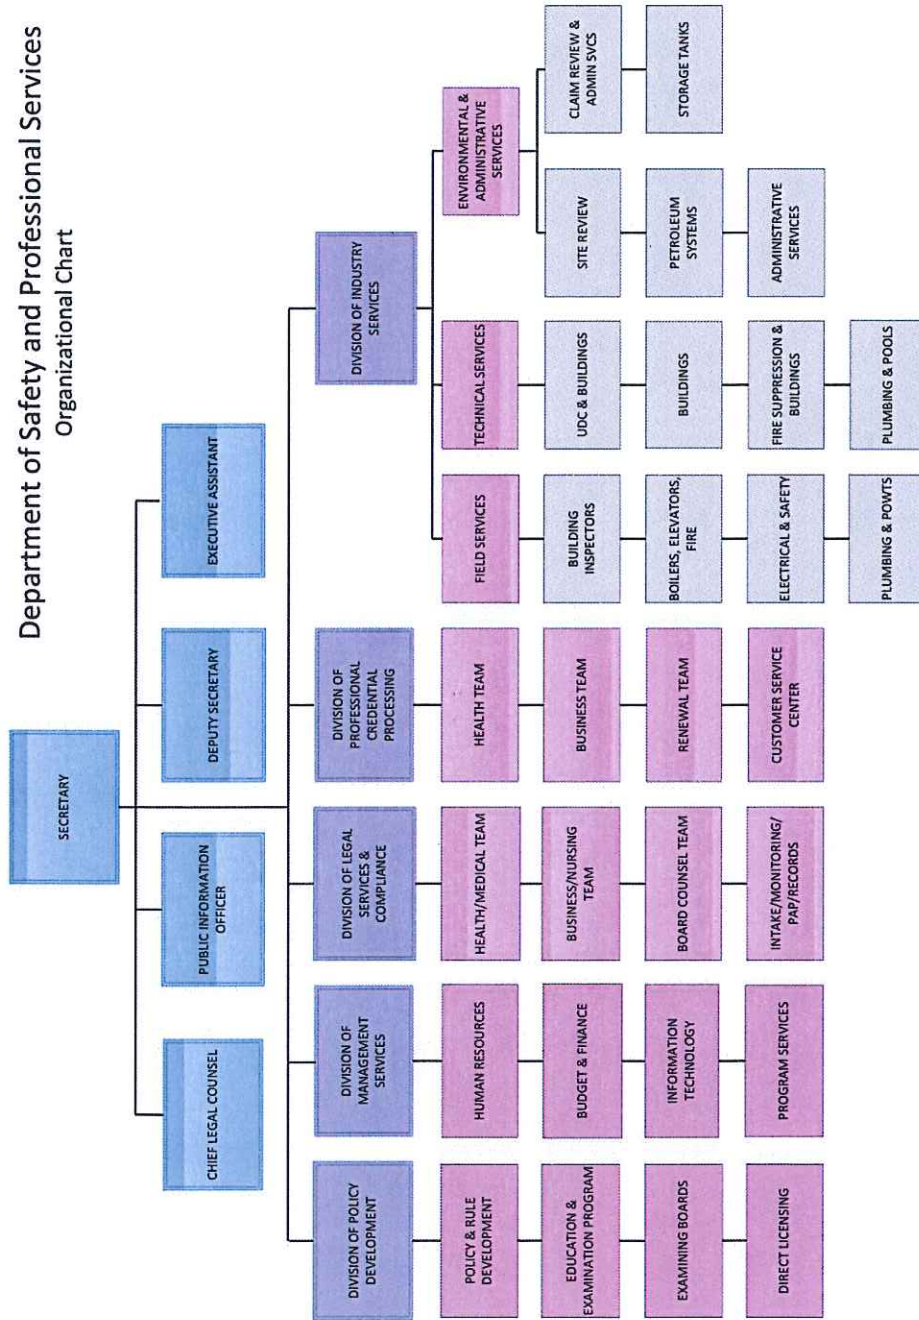 Department of Safety and Professional Services
Organizational Chart
SECRETARY
CHIEF LEGAL COUNSEL
PUBLIC INFORMATION
OFFICER
DEPUTY SECRETARY
EXECUTIVE ASSISTANT
DIVISION OF POLICY
DEVELOPMENT
POLICY & RULE
DEVELOPMENT
EDUCATION &
EXAMINATION PROGRAM
EXAMINING BOARDS
DIRECT LICENSING
DIVISION OF
MANAGEMENT
SERVICES
HUMAN RESOURCES
BUDGET & FINANCE
INFORMATION
TECHNOLOGY
PROGRAM SERVICES
DIVISION OF LEGAL
SERVICES &
COMPLIANCE
HEALTH/MEDICAL TEAM
BUSINESS/NURSING
TEAM
BOARD COUNSEL TEAM
INTAKE/MONITORING/
PAP/RECORDS
DIVISION OF
PROFESSIONAL
CREDENTIAL
PROCESSING
HEALTH TEAM
BUSINESS TEAM
RENEWAL TEAM
CUSTOMER SERVICE
CENTER
DIVISION OF INDUSTRY
SERVICES
FIELD SERVICES
BUILDING
INSPECTORS
BOILERS, ELEVATORS,
FIRE
ELECTRICAL & SAFETY
PLUMBING & POWTS
TECHNICAL SERVICES
UDC & BUILDINGS
BUILDINGS
FIRE SUPPRESSION &
BUILDINGS
PLUMBING & POOLS
ENVIRONMENTAL &
ADMINISTRATIVE
SERVICES
SITE REVIEW
PETROLEUM
SYSTEMS
ADMINISTRATIVE
SERVICES
CLAIM REVIEW &
ADMIN SVCS
STORAGE TANKS